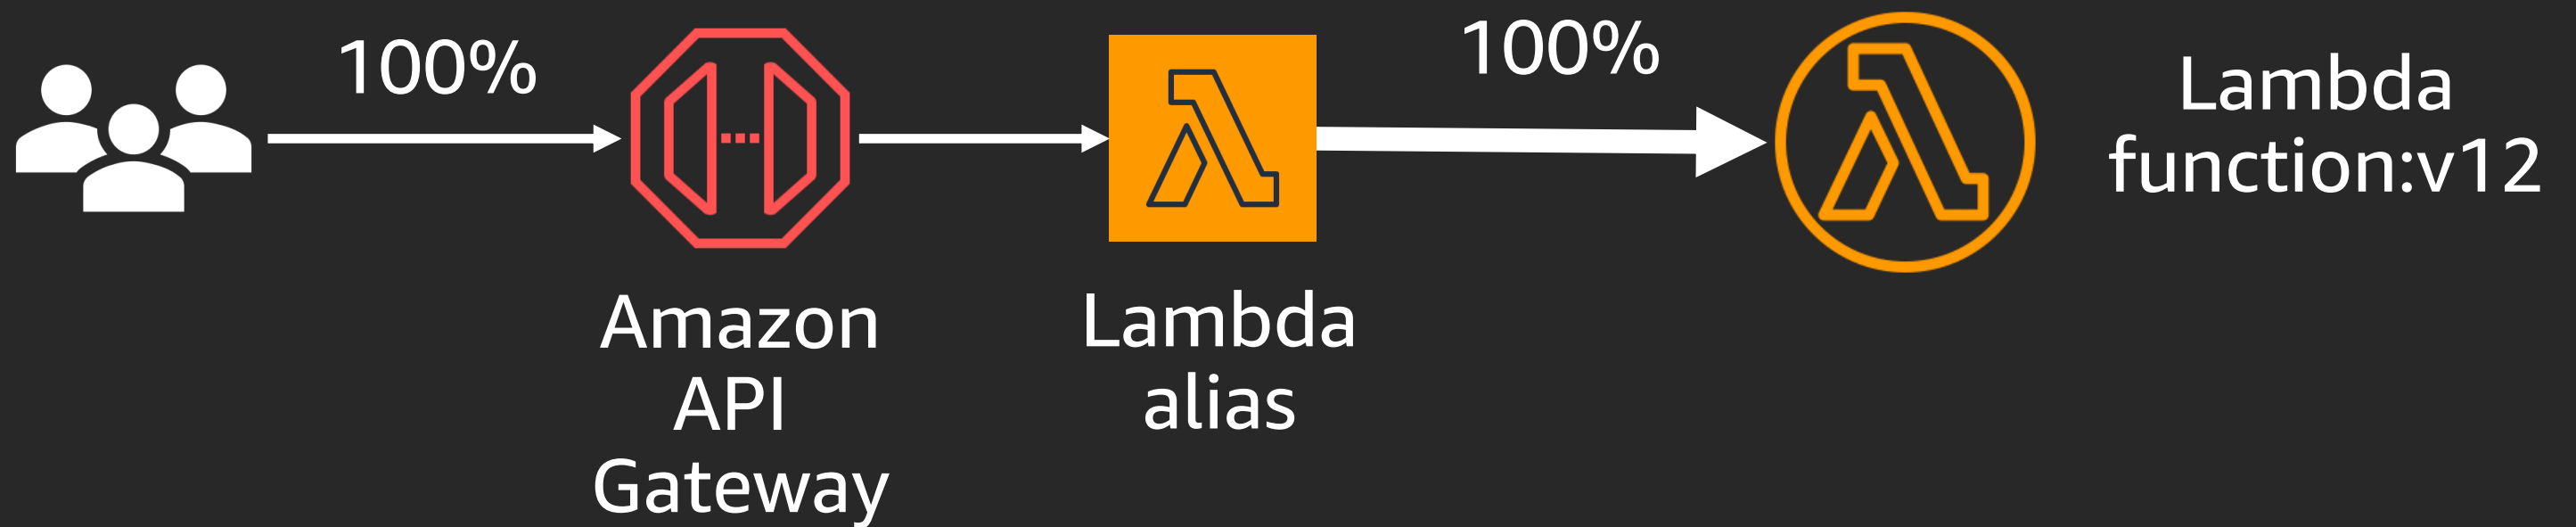 100%
Amazon
API
Gateway
Lambda
alias
100%
Lambda
function:v12